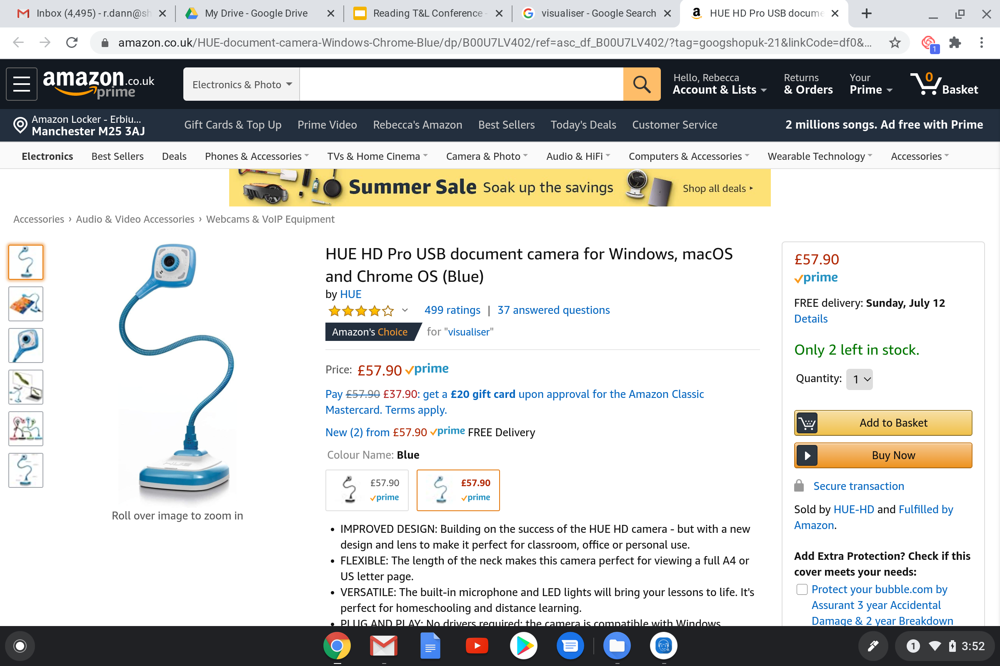 Inbox (4,495) - r.dann@sh
My Drive - Google Drive
Reading T&L Conference -
visualiser - Google Search
HUE HD Pro USB docume
amazon.co.uk/HUE-document-camera-Windows-Chrome-Blue/dp/B00U7LV402/ref=asc_df_B00U7LV402/?tag=googshopuk-21&linkCode=df0&...
1
amazon.co.uk
prime
Electronics & Photo
Hello, Rebecca
Account & Lists
Returns
& Orders
Your
Prime
0
Basket
Amazon Locker - Erbiu...
Manchester M25 3AJ
Gift Cards & Top Up
Prime Video
Rebecca's Amazon
Best Sellers
Today's Deals
Customer Service
2 millions songs. Ad free with Prime
Electronics
Best Sellers
Deals
Phones & Accessories
TVs & Home Cinema
Camera & Photo
Audio & HiFi
Computers & Accessories
Wearable Technology
Accessories
Summer Sale Soak up the savings
Shop all deals
Accessories › Audio & Video Accessories › Webcams & VoIP Equipment
HUE
Roll over image to zoom in
HUE HD Pro USB document camera for Windows, macOS
and Chrome OS (Blue)
by HUE
499 ratings | 37 answered questions
Amazon's Choice for "visualiser"
Price: £57.90 prime
Pay £57.90 £37.90: get a £20 gift card upon approval for the Amazon Classic
Mastercard. Terms apply.
New (2) from £57.90 prime FREE Delivery
Colour Name: Blue
£57.90
prime
£57.90
prime
• IMPROVED DESIGN: Building on the success of the HUE HD camera - but with a new
design and lens to make it perfect for classroom, office or personal use.
• FLEXIBLE: The length of the neck makes this camera perfect for viewing a full A4 or
US letter page.
• VERSATILE: The built-in microphone and LED lights will bring your lessons to life. It's
perfect for homeschooling and distance learning.
• PLUG AND PLAY: No drivers required; the camera is compatible with Windows
£57.90
prime
FREE delivery: Sunday, July 12
Details
Only 2 left in stock.
Quantity: 1
Add to Basket
Buy Now
Secure transaction
Sold by HUE-HD and Fulfilled by
Amazon.
Add Extra Protection? Check if this
cover meets your needs:
Protect your bubble.com by
Assurant 3 year Accidental
Damage & 2 year Breakdown
1
3:52